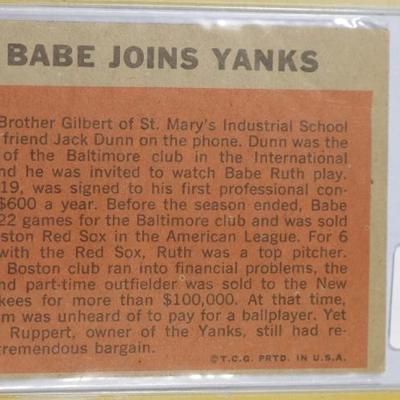 BABE JOINS YANKS
Brother Gilbert of St. Mary's Industrial School
friend Jack Dunn on the phone. Dunn was the
of the Baltimore club in the International
nd he was invited to watch Babe Ruth play.
19, was signed to his first professional con-
$600 a year. Before the season ended, Babe
22 games for the Baltimore club and was sold
ston Red Sox in the American League. For 6
with the Red Sox, Ruth was a top pitcher.
Boston club ran into financial problems, the
nd part-time outfielder was sold to the New
kees for more than $100,000. At that time,
m was unheard of to pay for a ballplayer. Yet
Ruppert, owner of the Yanks, still had re-
tremendous bargain.
©T.C.G. PRTD. IN U.S.A.